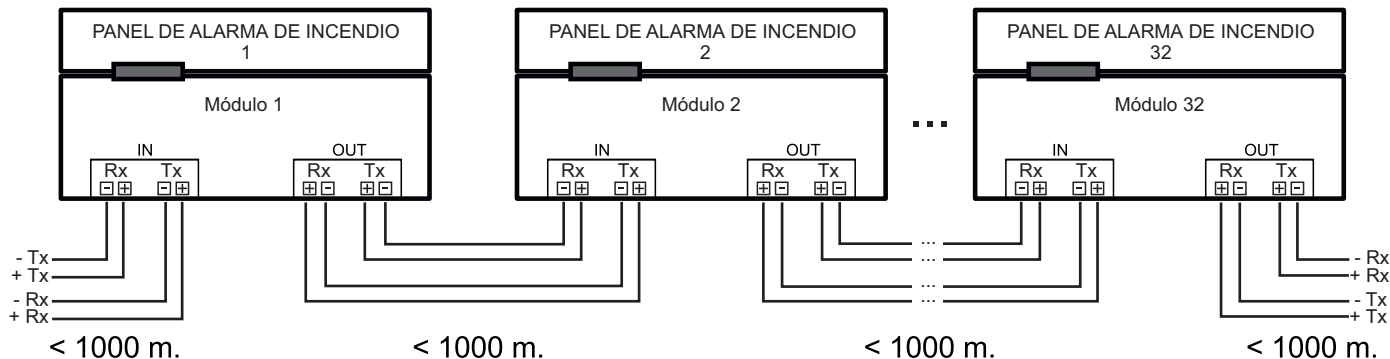 PANEL DE ALARMA DE INCENDIO
1
PANEL DE ALARMA DE INCENDIO
2
PANEL DE ALARMA DE INCENDIO
32
Módulo 1
Módulo 2
...
Módulo 32
IN
OUT
IN
OUT
IN
OUT
Rx Tx
Rx Tx
Rx Tx
Rx Tx
Rx Tx
Rx Tx
- + - +
+ - + -
- + - +
+ - + -
- + - +
+ - + -
- Tx
+ Tx
- Rx
+ Rx
...
...
...
...
- Rx
+ Rx
- Tx
+ Tx
< 1000 m.
< 1000 m.
< 1000 m.
< 1000 m.